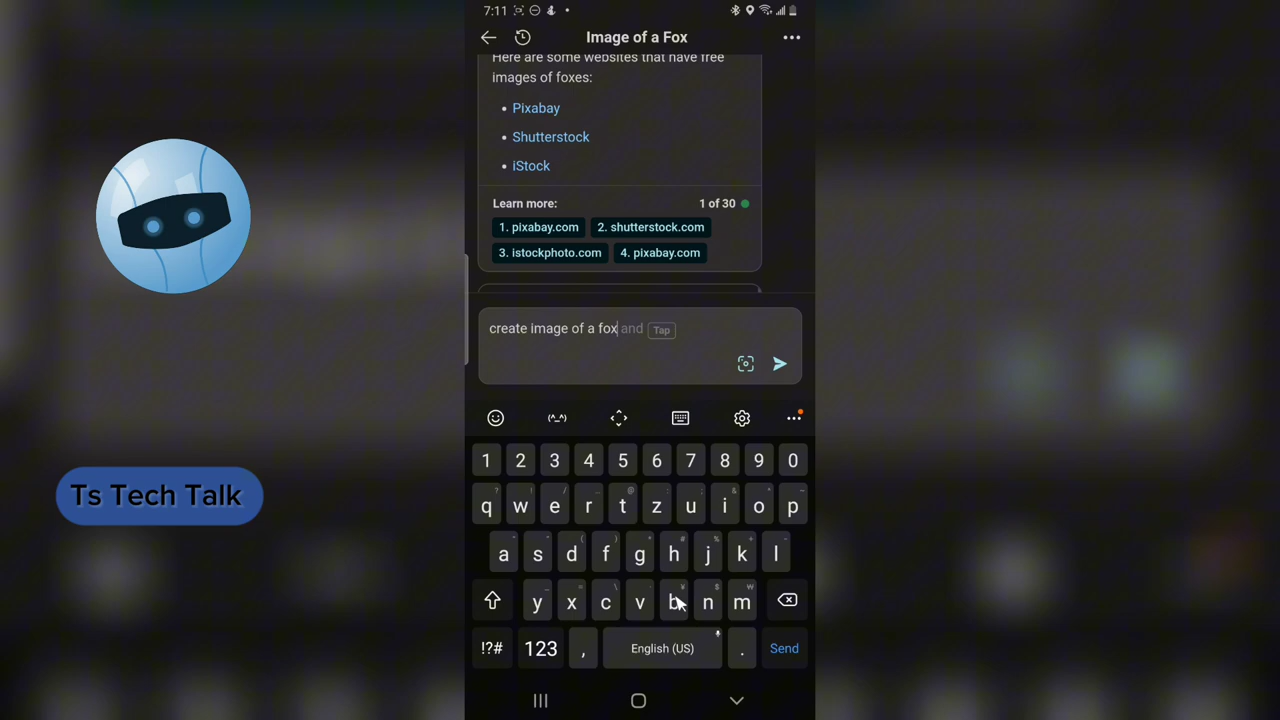 7:11
Image of a Fox
Here are some websites that have free
images of foxes:
• Pixabay
• Shutterstock
• iStock
Learn more:
1 of 30
1. pixabay.com
2. shutterstock.com
3. istockphoto.com
4. pixabay.com
create image of a fox and Tap
Ts Tech Talk
(^_^)
1 2 3 4 5 6 7 8 9 0
q w e r t z u i o p
a s d f g h j k l
y x c v b n m
!?# 123 , English (US) . Send